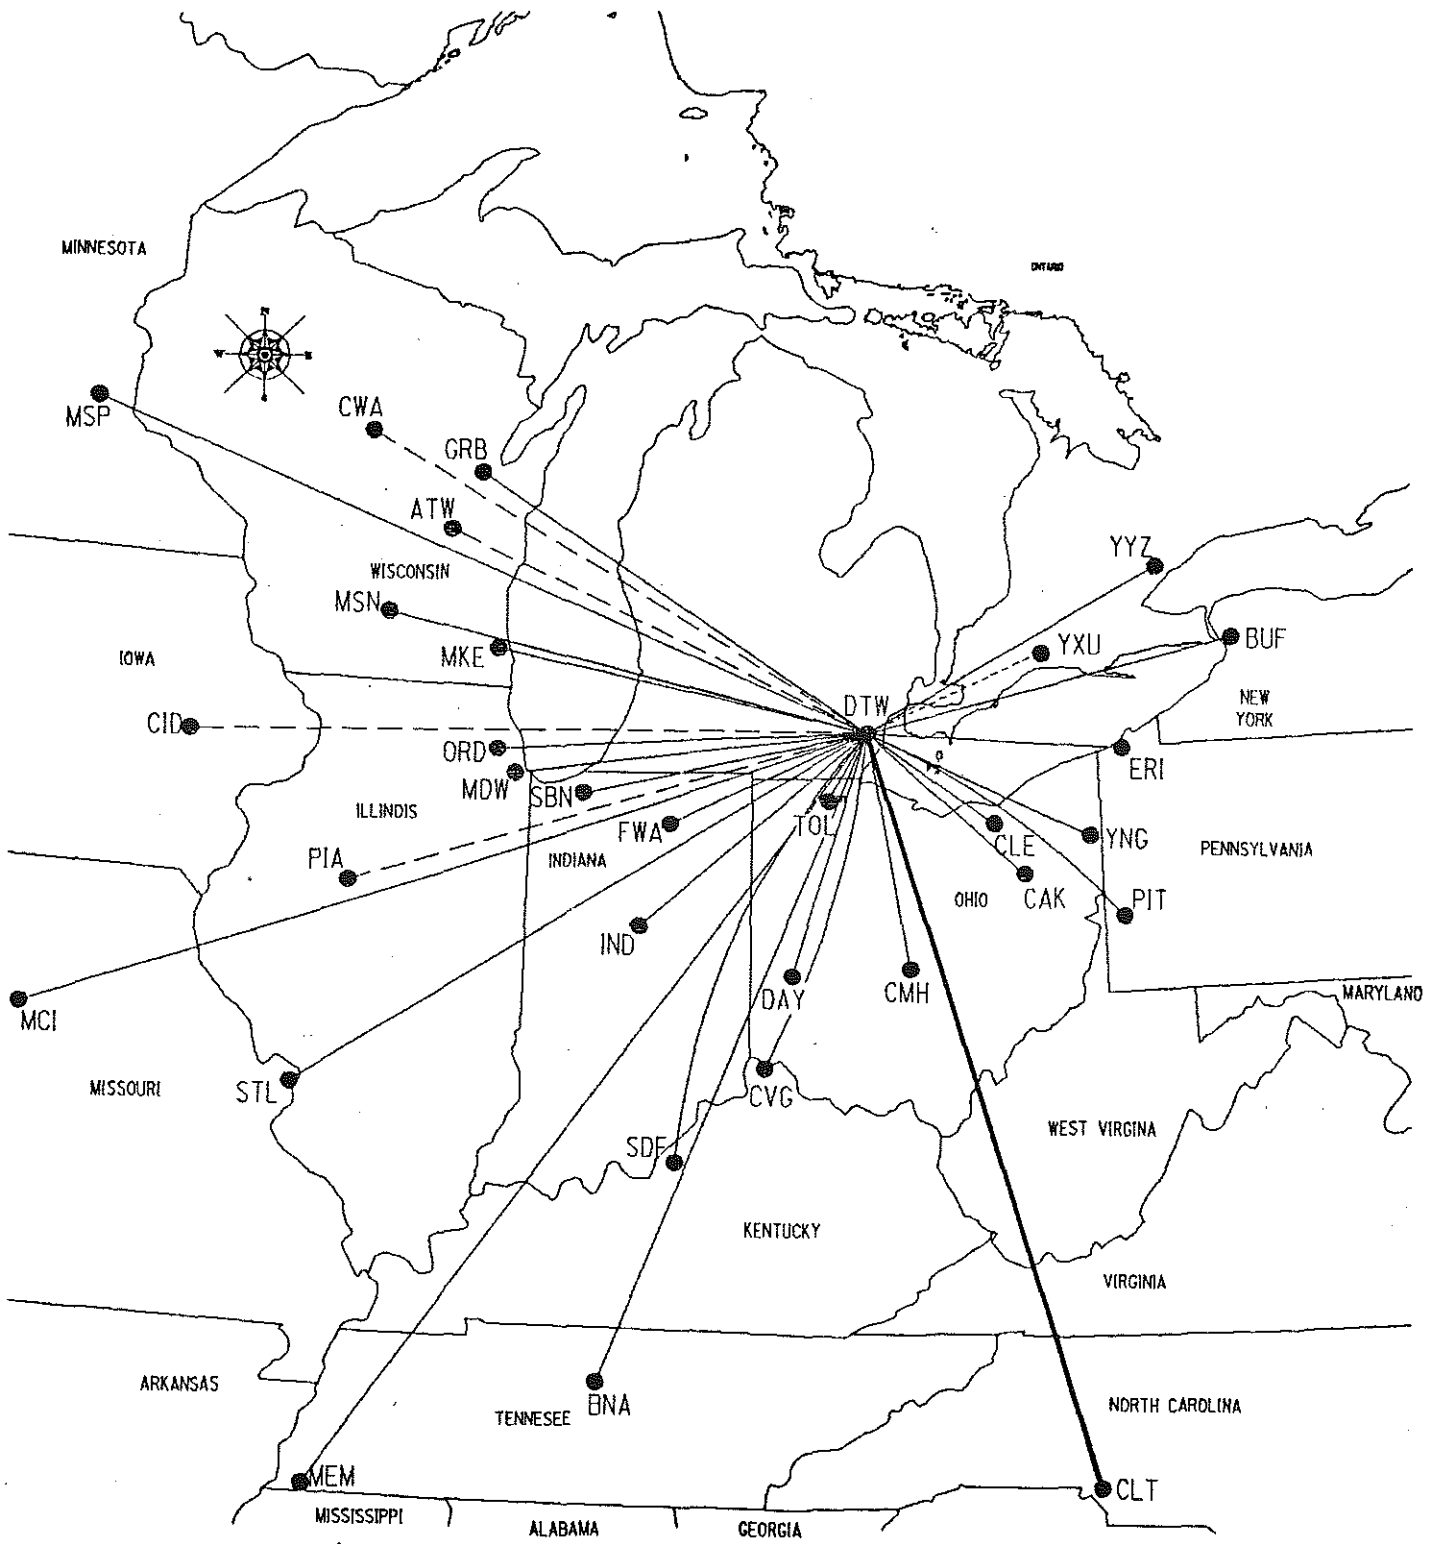 MINNESOTA
ONTARIO
N
W
E
S
MSP
CWA
GRB
ATW
YYZ
WISCONSIN
MSN
MKE
YXU
BUF
IOWA
DTW
NEW
YORK
CID
ORD
MDW
ERI
SBN
ILLINOIS
TOL
FWA
CLE
YNG
PENNSYLVANIA
PIA
INDIANA
OHIO
CAK
PIT
IND
DAY
CMH
MARYLAND
MCI
MISSOURI
STL
CVG
WEST VIRGINA
SDF
KENTUCKY
VIRGINIA
ARKANSAS
BNA
TENNESEE
NORTH CAROLINA
MEM
CLT
MISSISSIPPI
ALABAMA
GEORGIA